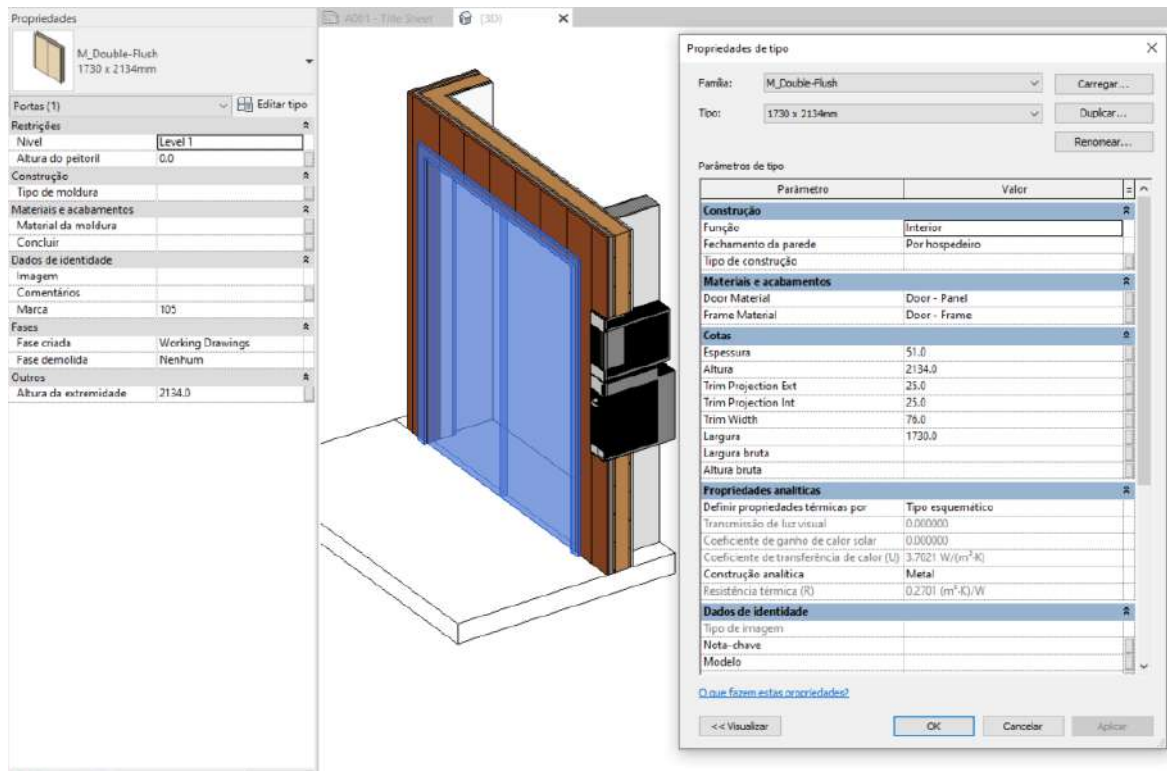 Propriedades
M_Double-Flush
1730 x 2134mm
Portas (1)
Editar tipo
Restrições
Nível Level 1
Altura do peitoril 0.0
Construção
Tipo de moldura
Materiais e acabamentos
Material da moldura
Concluir
Dados de identidade
Imagem
Comentários
Marca 105
Fases
Fase criada Working Drawings
Fase demolida Nenhum
Outros
Altura da extremidade 2134.0
A001 - Title Sheet
{3D}
Propriedades de tipo
Família: M_Double-Flush Carregar...
Tipo: 1730 x 2134mm Duplicar...
Renomear...
Parâmetros de tipo
Parâmetro Valor =
Construção
Função Interior
Fechamento da parede Por hospedeiro
Tipo de construção
Materiais e acabamentos
Door Material Door - Panel
Frame Material Door - Frame
Cotas
Espessura 51.0
Altura 2134.0
Trim Projection Ext 25.0
Trim Projection Int 25.0
Trim Width 76.0
Largura 1730.0
Largura bruta
Altura bruta
Propriedades analíticas
Definir propriedades térmicas por Tipo esquemático
Transmissão de luz visual 0.000000
Coeficiente de ganho de calor solar 0.000000
Coeficiente de transferência de calor (U) 3.7021 W/(m²·K)
Construção analítica Metal
Resistência térmica (R) 0.2701 (m²·K)/W
Dados de identidade
Tipo de imagem
Nota-chave
Modelo
O que fazem estas propriedades?
<< Visualizar OK Cancelar Aplicar